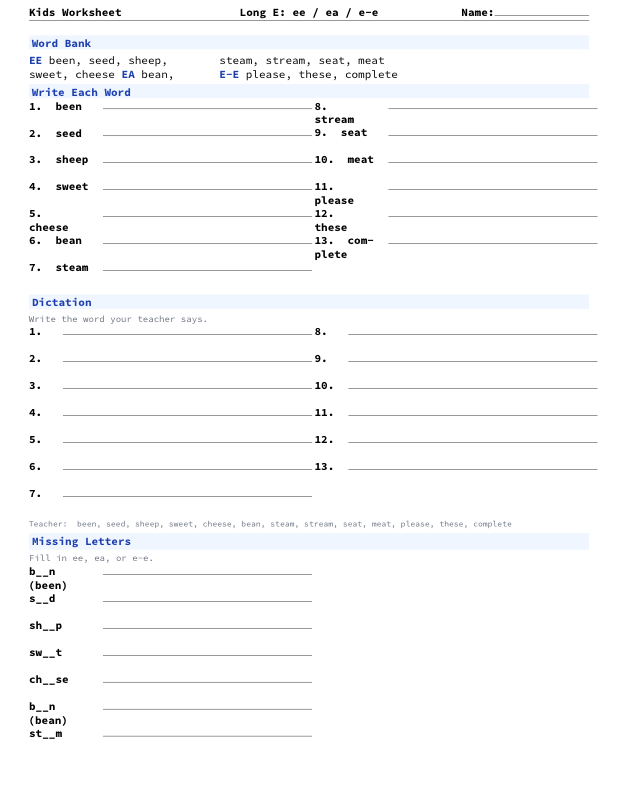 Kids Worksheet Long E: ee / ea / e-e Name:
Word Bank
EE been, seed, sheep,
sweet, cheese EA bean,
steam, stream, seat, meat
E-E please, these, complete
Write Each Word
1. been
2. seed
3. sheep
4. sweet
5.
cheese
6. bean
7. steam
8.
stream
9. seat
10. meat
11.
please
12.
these
13. com-
plete
Dictation
Write the word your teacher says.
1.
2.
3.
4.
5.
6.
7.
8.
9.
10.
11.
12.
13.
Teacher: been, seed, sheep, sweet, cheese, bean, steam, stream, seat, meat, please, these, complete
Missing Letters
Fill in ee, ea, or e-e.
b__n
(been)
s__d
sh__p
sw__t
ch__se
b__n
(bean)
st__m